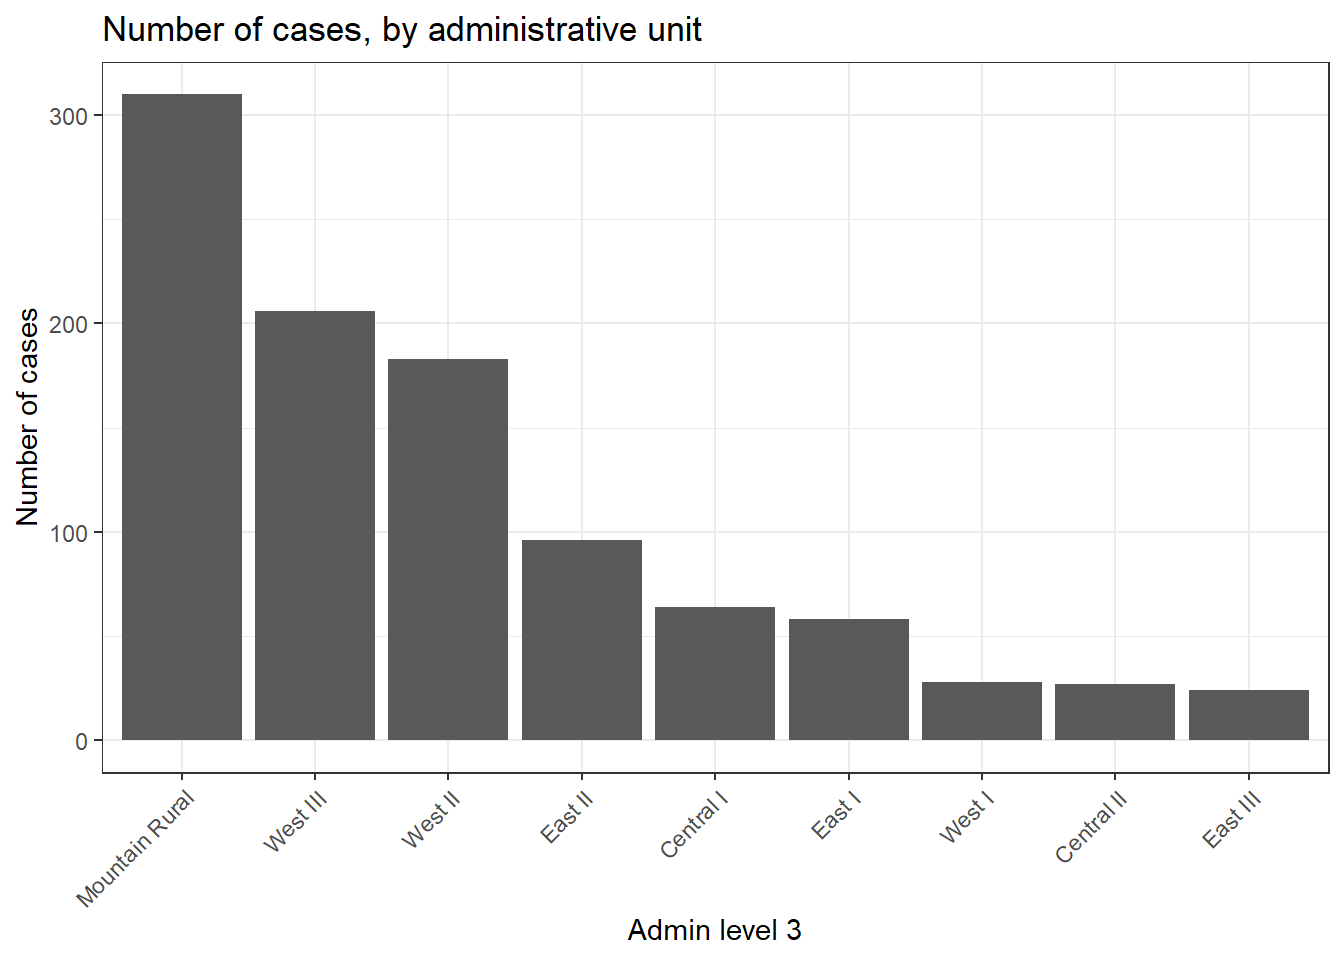 Number of cases, by administrative unit
Number of cases
300
200
100
0
Mountain Rural
West III
West II
East II
Central I
East I
West I
Central II
East III
Admin level 3